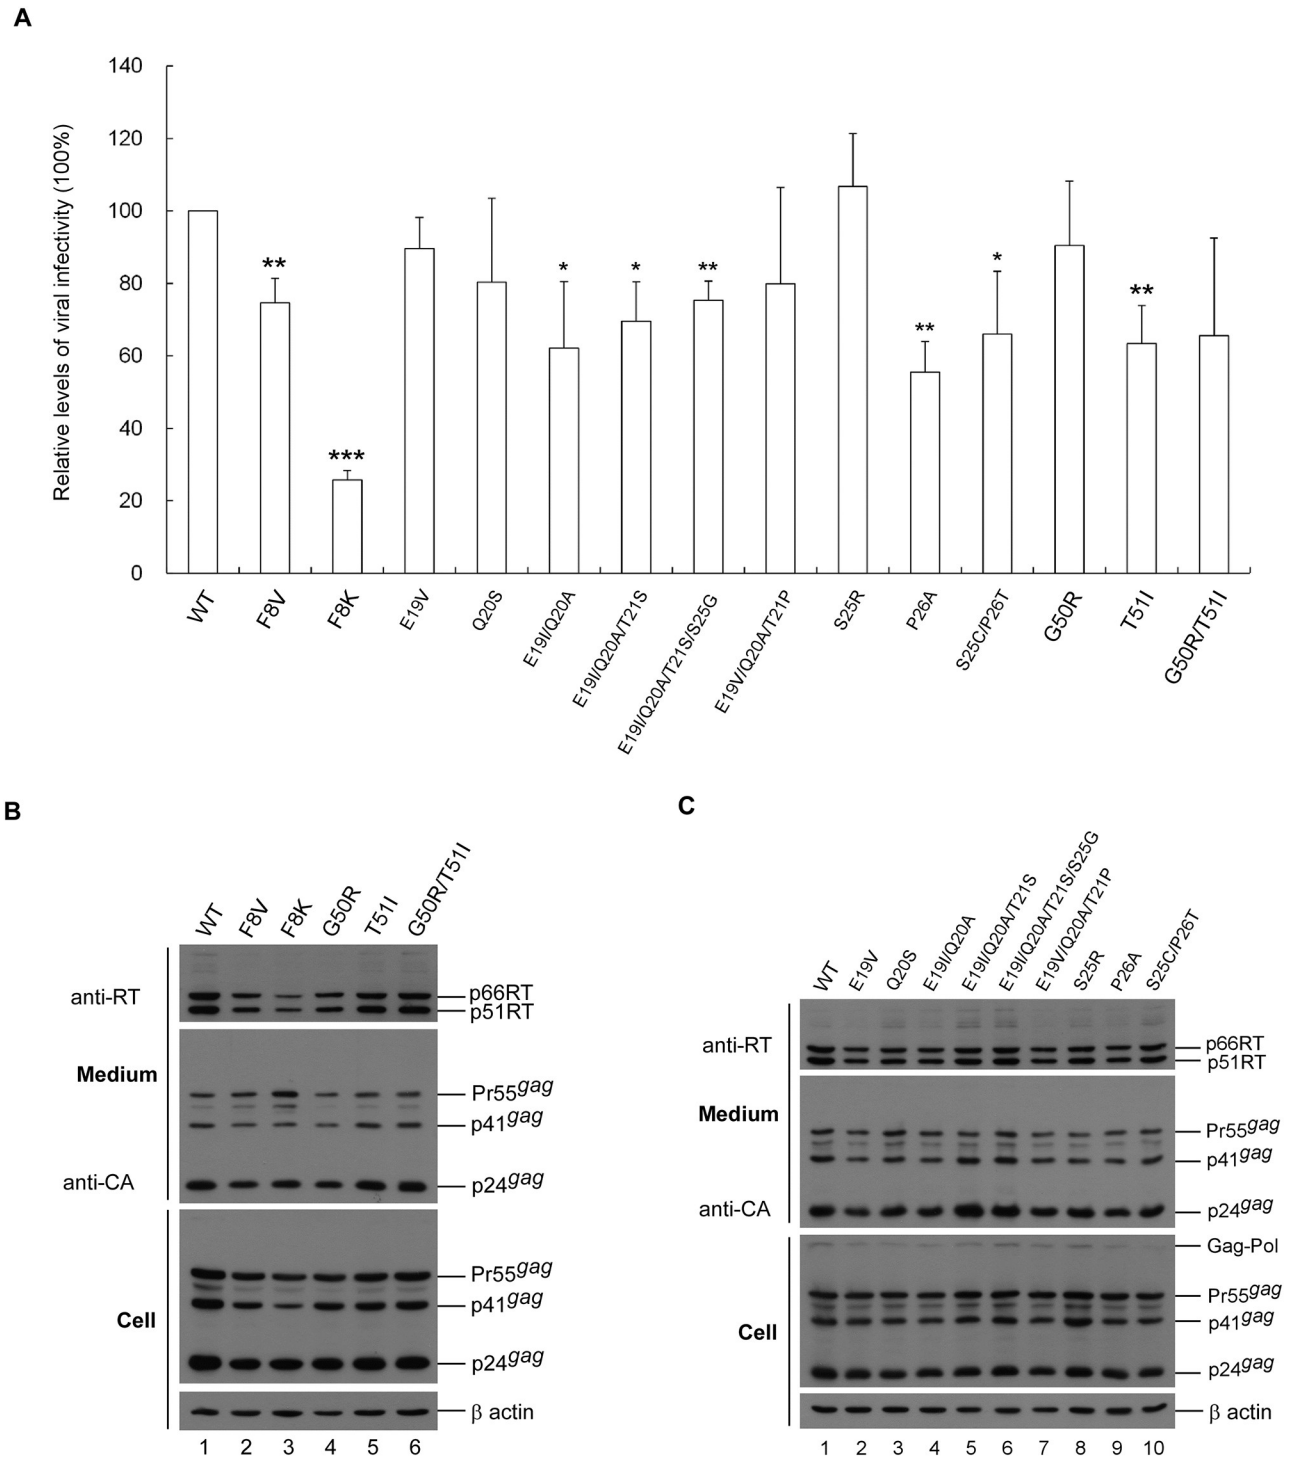 A
140
120
100
80
60
40
20
0
Relative levels of viral infectivity (100%)
**
***
*
*
**
**
*
**
WT
F8V
F8K
E19V
Q20S
E19I/Q20A
E19I/Q20A/T21S
E19I/Q20A/T21S/S25G
E19V/Q20A/T21P
S25R
P26A
S25C/P26T
G50R
T51I
G50R/T51I
B
WT
F8V
F8K
G50R
T51I
G50R/T51I
anti-RT
p66RT
p51RT
Medium
Pr55gag
p41gag
anti-CA
p24gag
Pr55gag
p41gag
Cell
p24gag
β actin
1 2 3 4 5 6
C
WT
E19V
Q20S
E19I/Q20A
E19I/Q20A/T21S
E19I/Q20A/T21S/S25G
E19V/Q20A/T21P
S25R
P26A
S25C/P26T
anti-RT
p66RT
p51RT
Medium
Pr55gag
p41gag
anti-CA
p24gag
Gag-Pol
Pr55gag
p41gag
Cell
p24gag
β actin
1 2 3 4 5 6 7 8 9 10